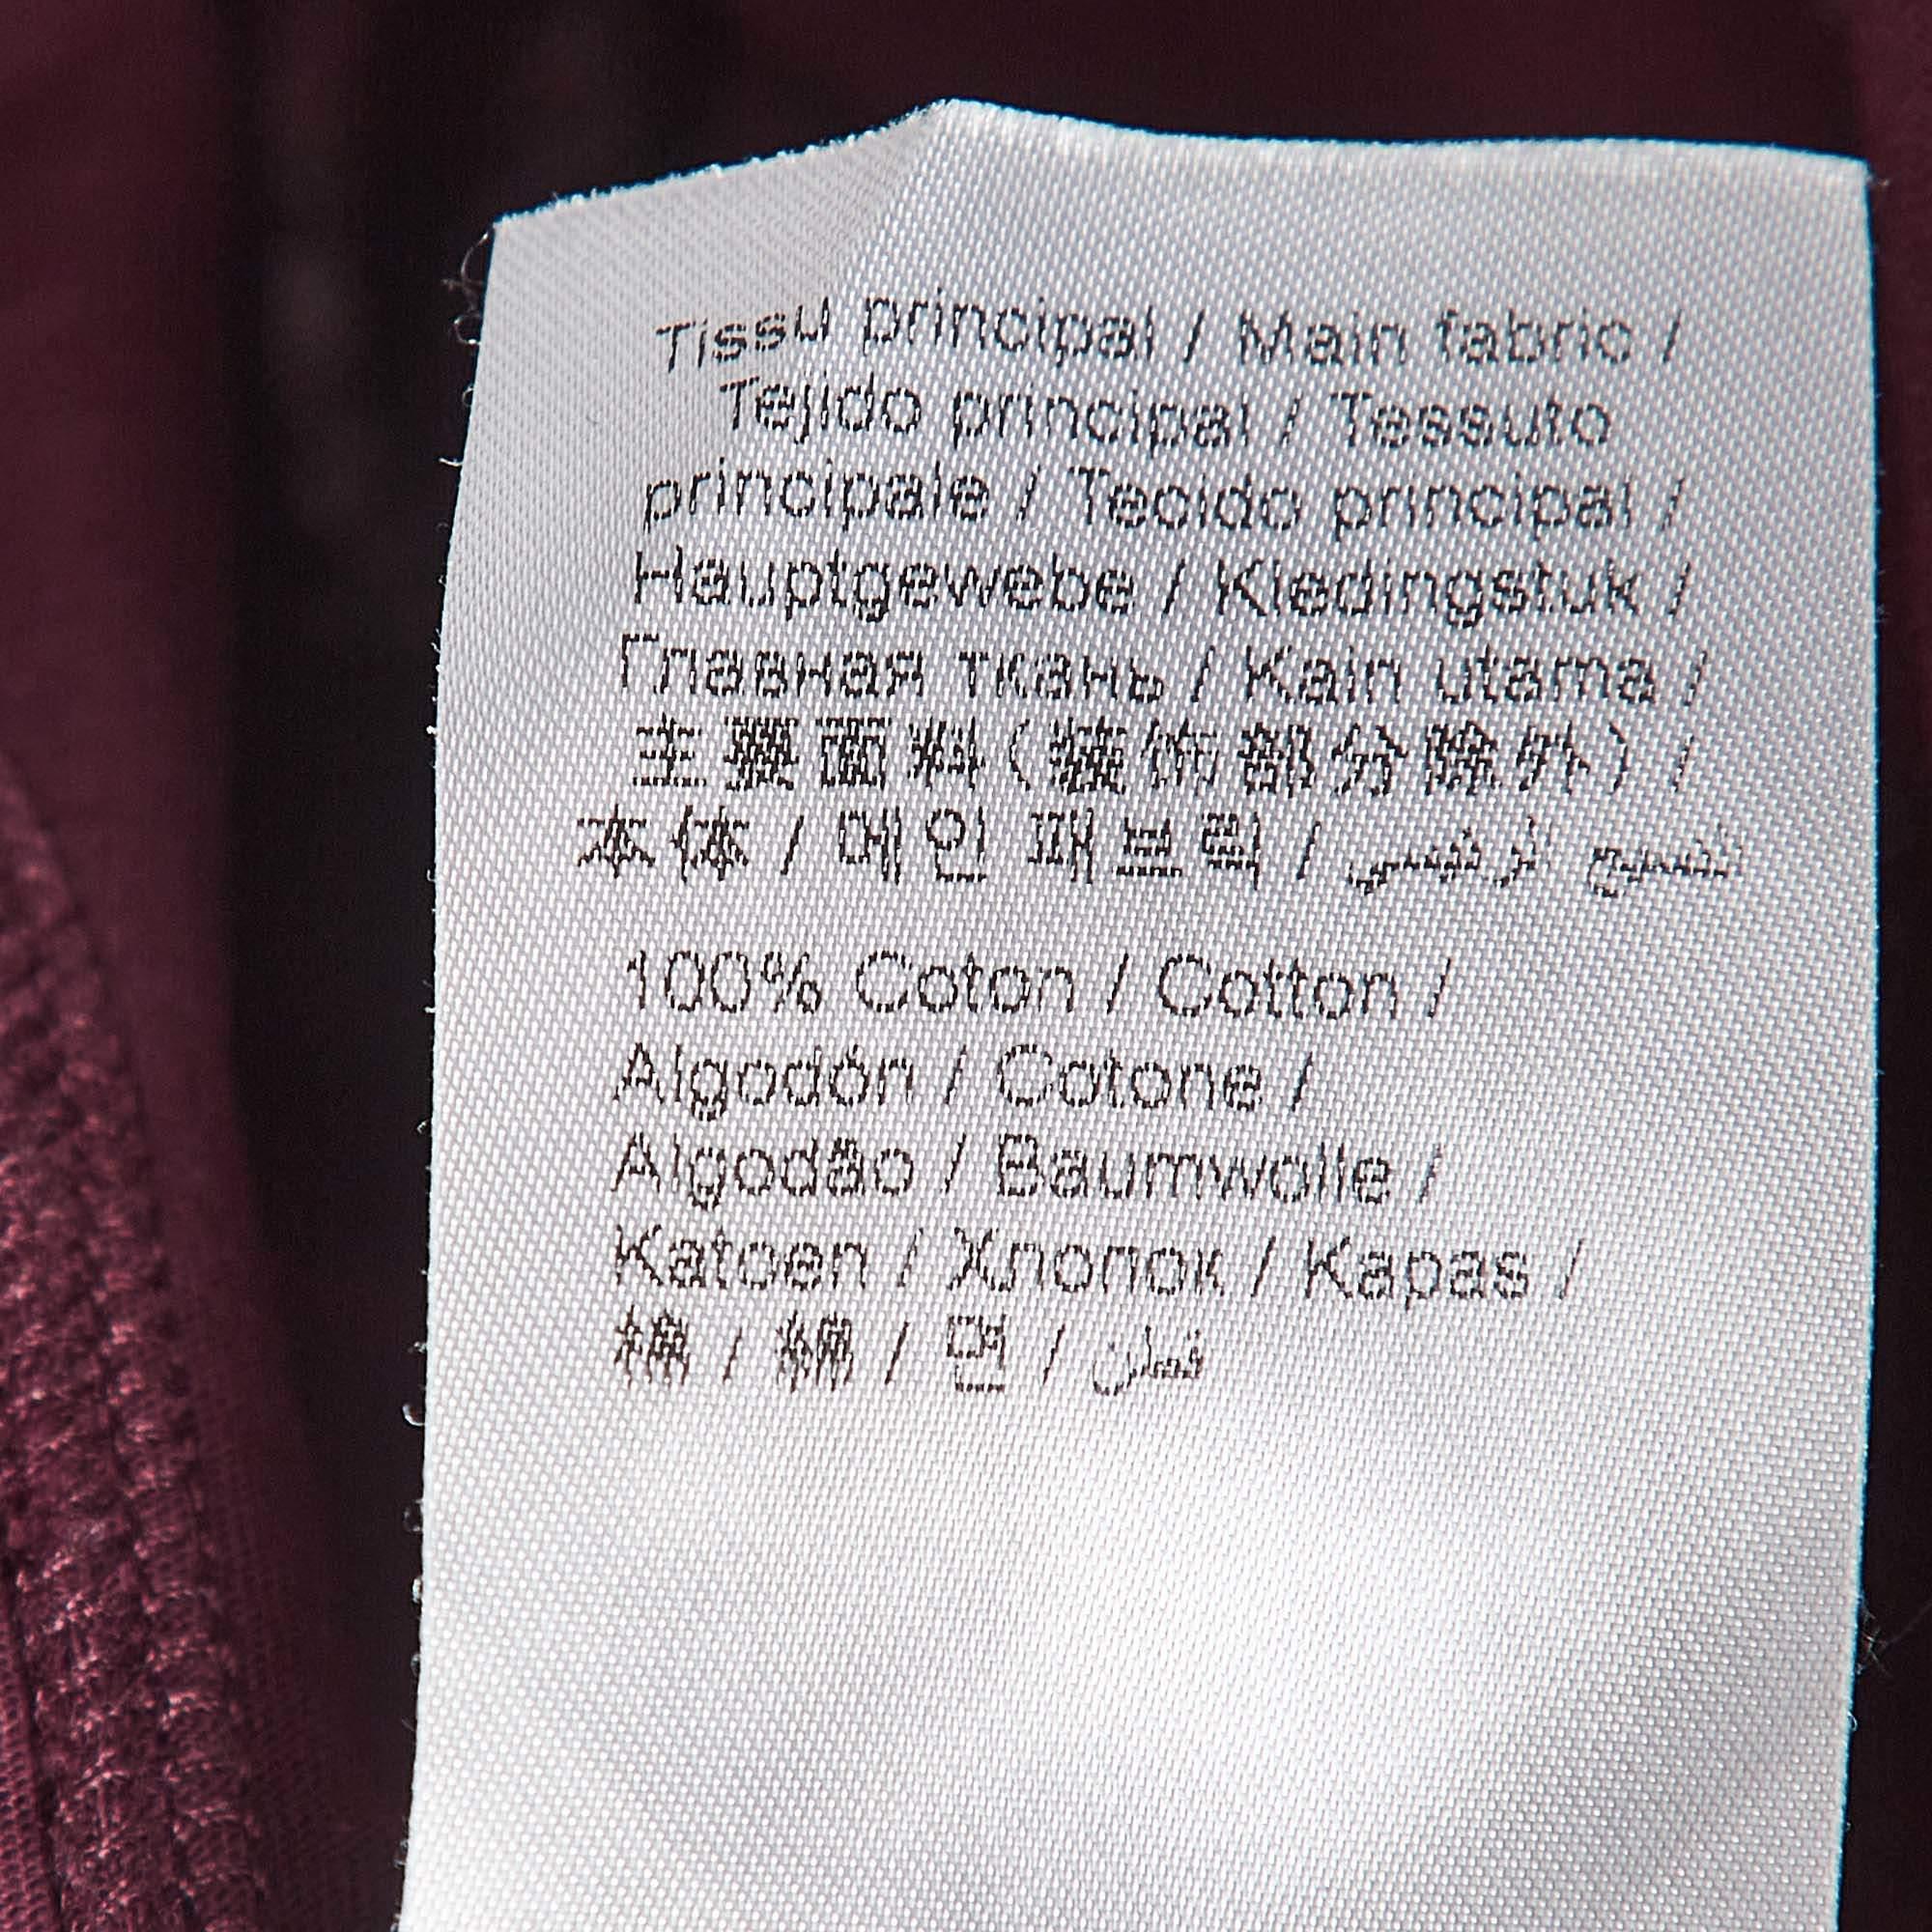 Tissu principal / Main fabric /
Tejido principal / Tessuto
principale / Tecido principal /
Hauptgewebe / Kledingstuk /
Главная ткань / Kain utama /
主要面料(装饰部分除外) /
本体 / 메인 패브릭 / نسيج رئيسي
100% Coton / Cotton /
Algodón / Cotone /
Algodão / Baumwolle /
Katoen / Хлопок / Kapas /
棉 / 綿 / 면 / قطن